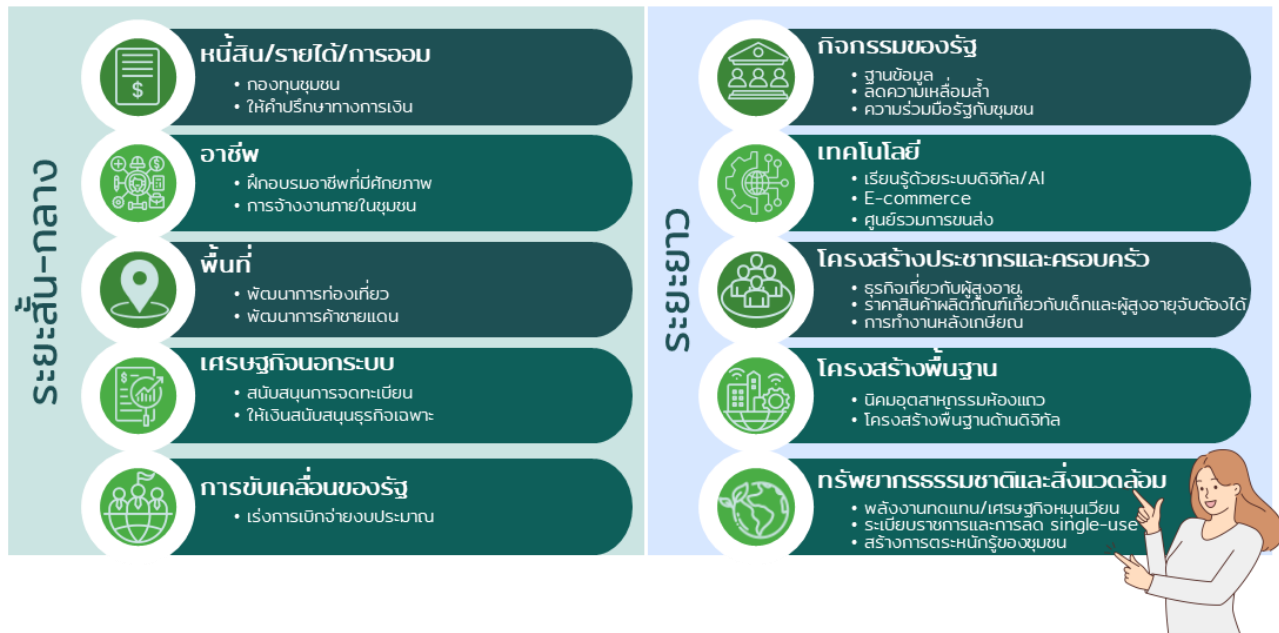 ระยะสั้น-กลาง
หนี้สิน/รายได้/การออม
• กองทุนชุมชน
• ให้คำปรึกษาทางการเงิน
อาชีพ
• ฝึกอบรมอาชีพที่มีศักยภาพ
• การจ้างงานภายในชุมชน
พื้นที่
• พัฒนาการท่องเที่ยว
• พัฒนาการค้าชายแดน
เศรษฐกิจนอกระบบ
• สนับสนุนการจดทะเบียน
• ให้เงินสนับสนุนธุรกิจเฉพาะ
การขับเคลื่อนของรัฐ
• เร่งการเบิกจ่ายงบประมาณ
ระยะยาว
กิจกรรมของรัฐ
• ฐานข้อมูล
• ลดความเหลื่อมล้ำ
• ความร่วมมือรัฐกับชุมชน
เทคโนโลยี
• เรียนรู้ด้วยระบบดิจิทัล/AI
• E-commerce
• ศูนย์รวมการขนส่ง
โครงสร้างประชากรและครอบครัว
• ธุรกิจเกี่ยวกับผู้สูงอายุ
• ราคาสินค้าผลิตภัณฑ์เกี่ยวกับเด็กและผู้สูงอายุจับต้องได้
• การทำงานหลังเกษียณ
โครงสร้างพื้นฐาน
• นิคมอุตสาหกรรมห้องแถว
• โครงสร้างพื้นฐานด้านดิจิทัล
ทรัพยากรธรรมชาติและสิ่งแวดล้อม
• พลังงานทดแทน/เศรษฐกิจหมุนเวียน
• ระเบียบราชการและการลด single-use
• สร้างการตระหนักรู้ของชุมชน